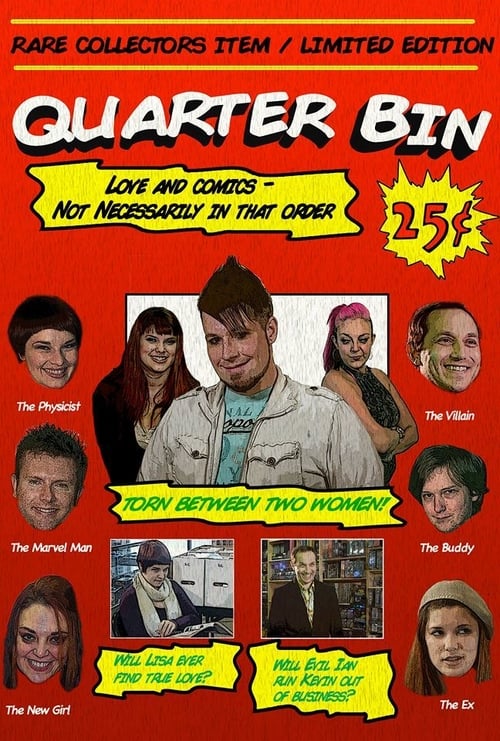 RARE COLLECTORS ITEM / LIMITED EDITION
QUARTER BIN
LOVE AND COMICS -
NOT NECESSARILY IN THAT ORDER
25¢
The Physicist
The Villain
TORN BETWEEN TWO WOMEN!
The Marvel Man
The Buddy
WILL LISA EVER
FIND TRUE LOVE?
WILL EVIL IAN
RUN KEVIN OUT
OF BUSINESS?
The New Girl
The Ex